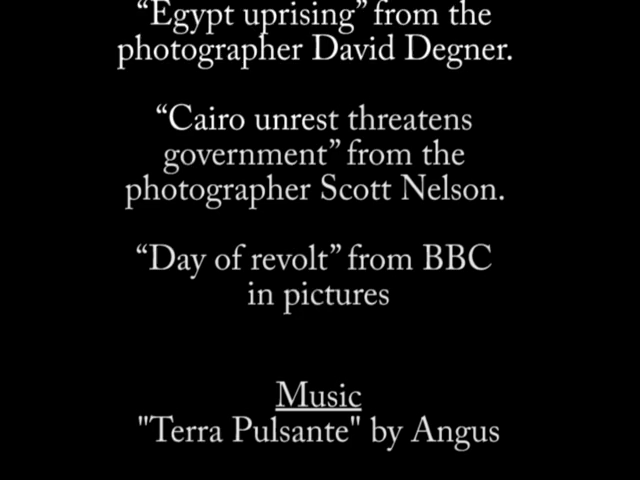 “Egypt uprising” from the
photographer David Degner.
“Cairo unrest threatens
government” from the
photographer Scott Nelson.
“Day of revolt” from BBC
in pictures
Music
"Terra Pulsante" by Angus